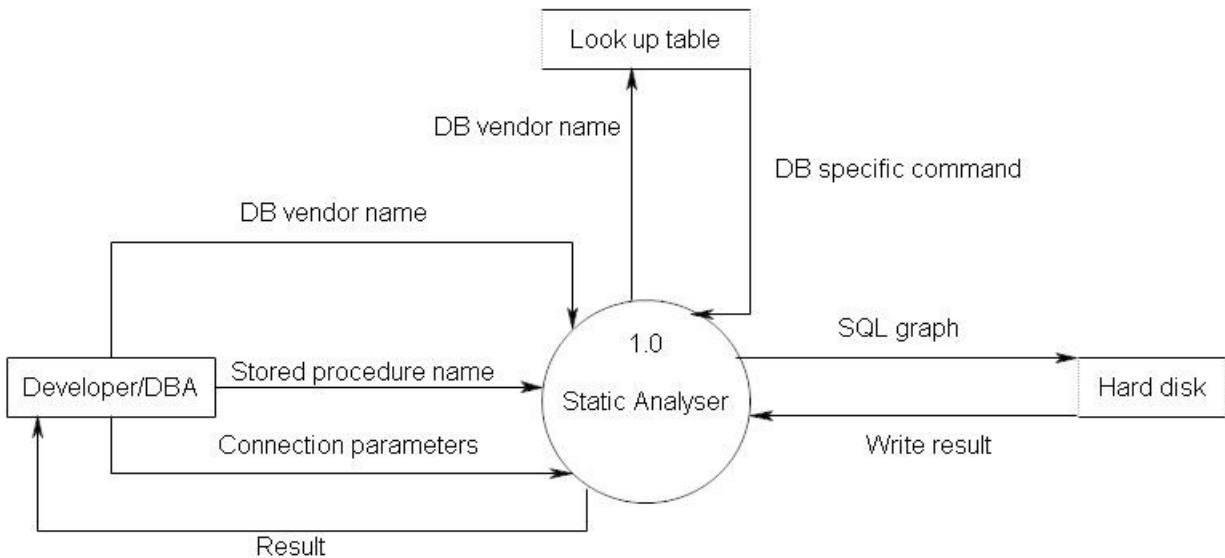 Look up table
DB vendor name
DB specific command
DB vendor name
1.0
SQL graph
Developer/DBA
Stored procedure name
Static Analyser
Hard disk
Connection parameters
Write result
Result